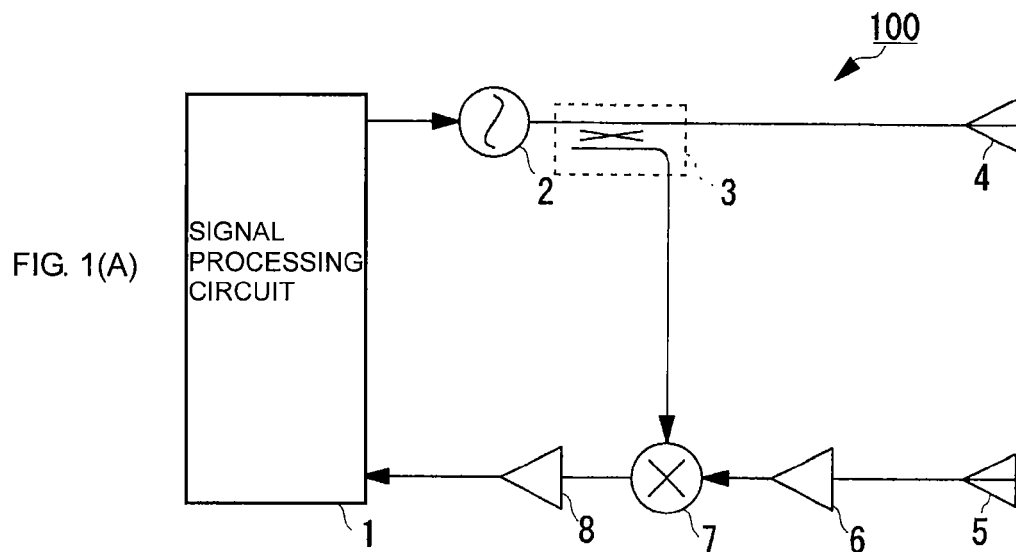 100
2
3
4
FIG. 1(A)
SIGNAL
PROCESSING
CIRCUIT
1
8
7
6
5